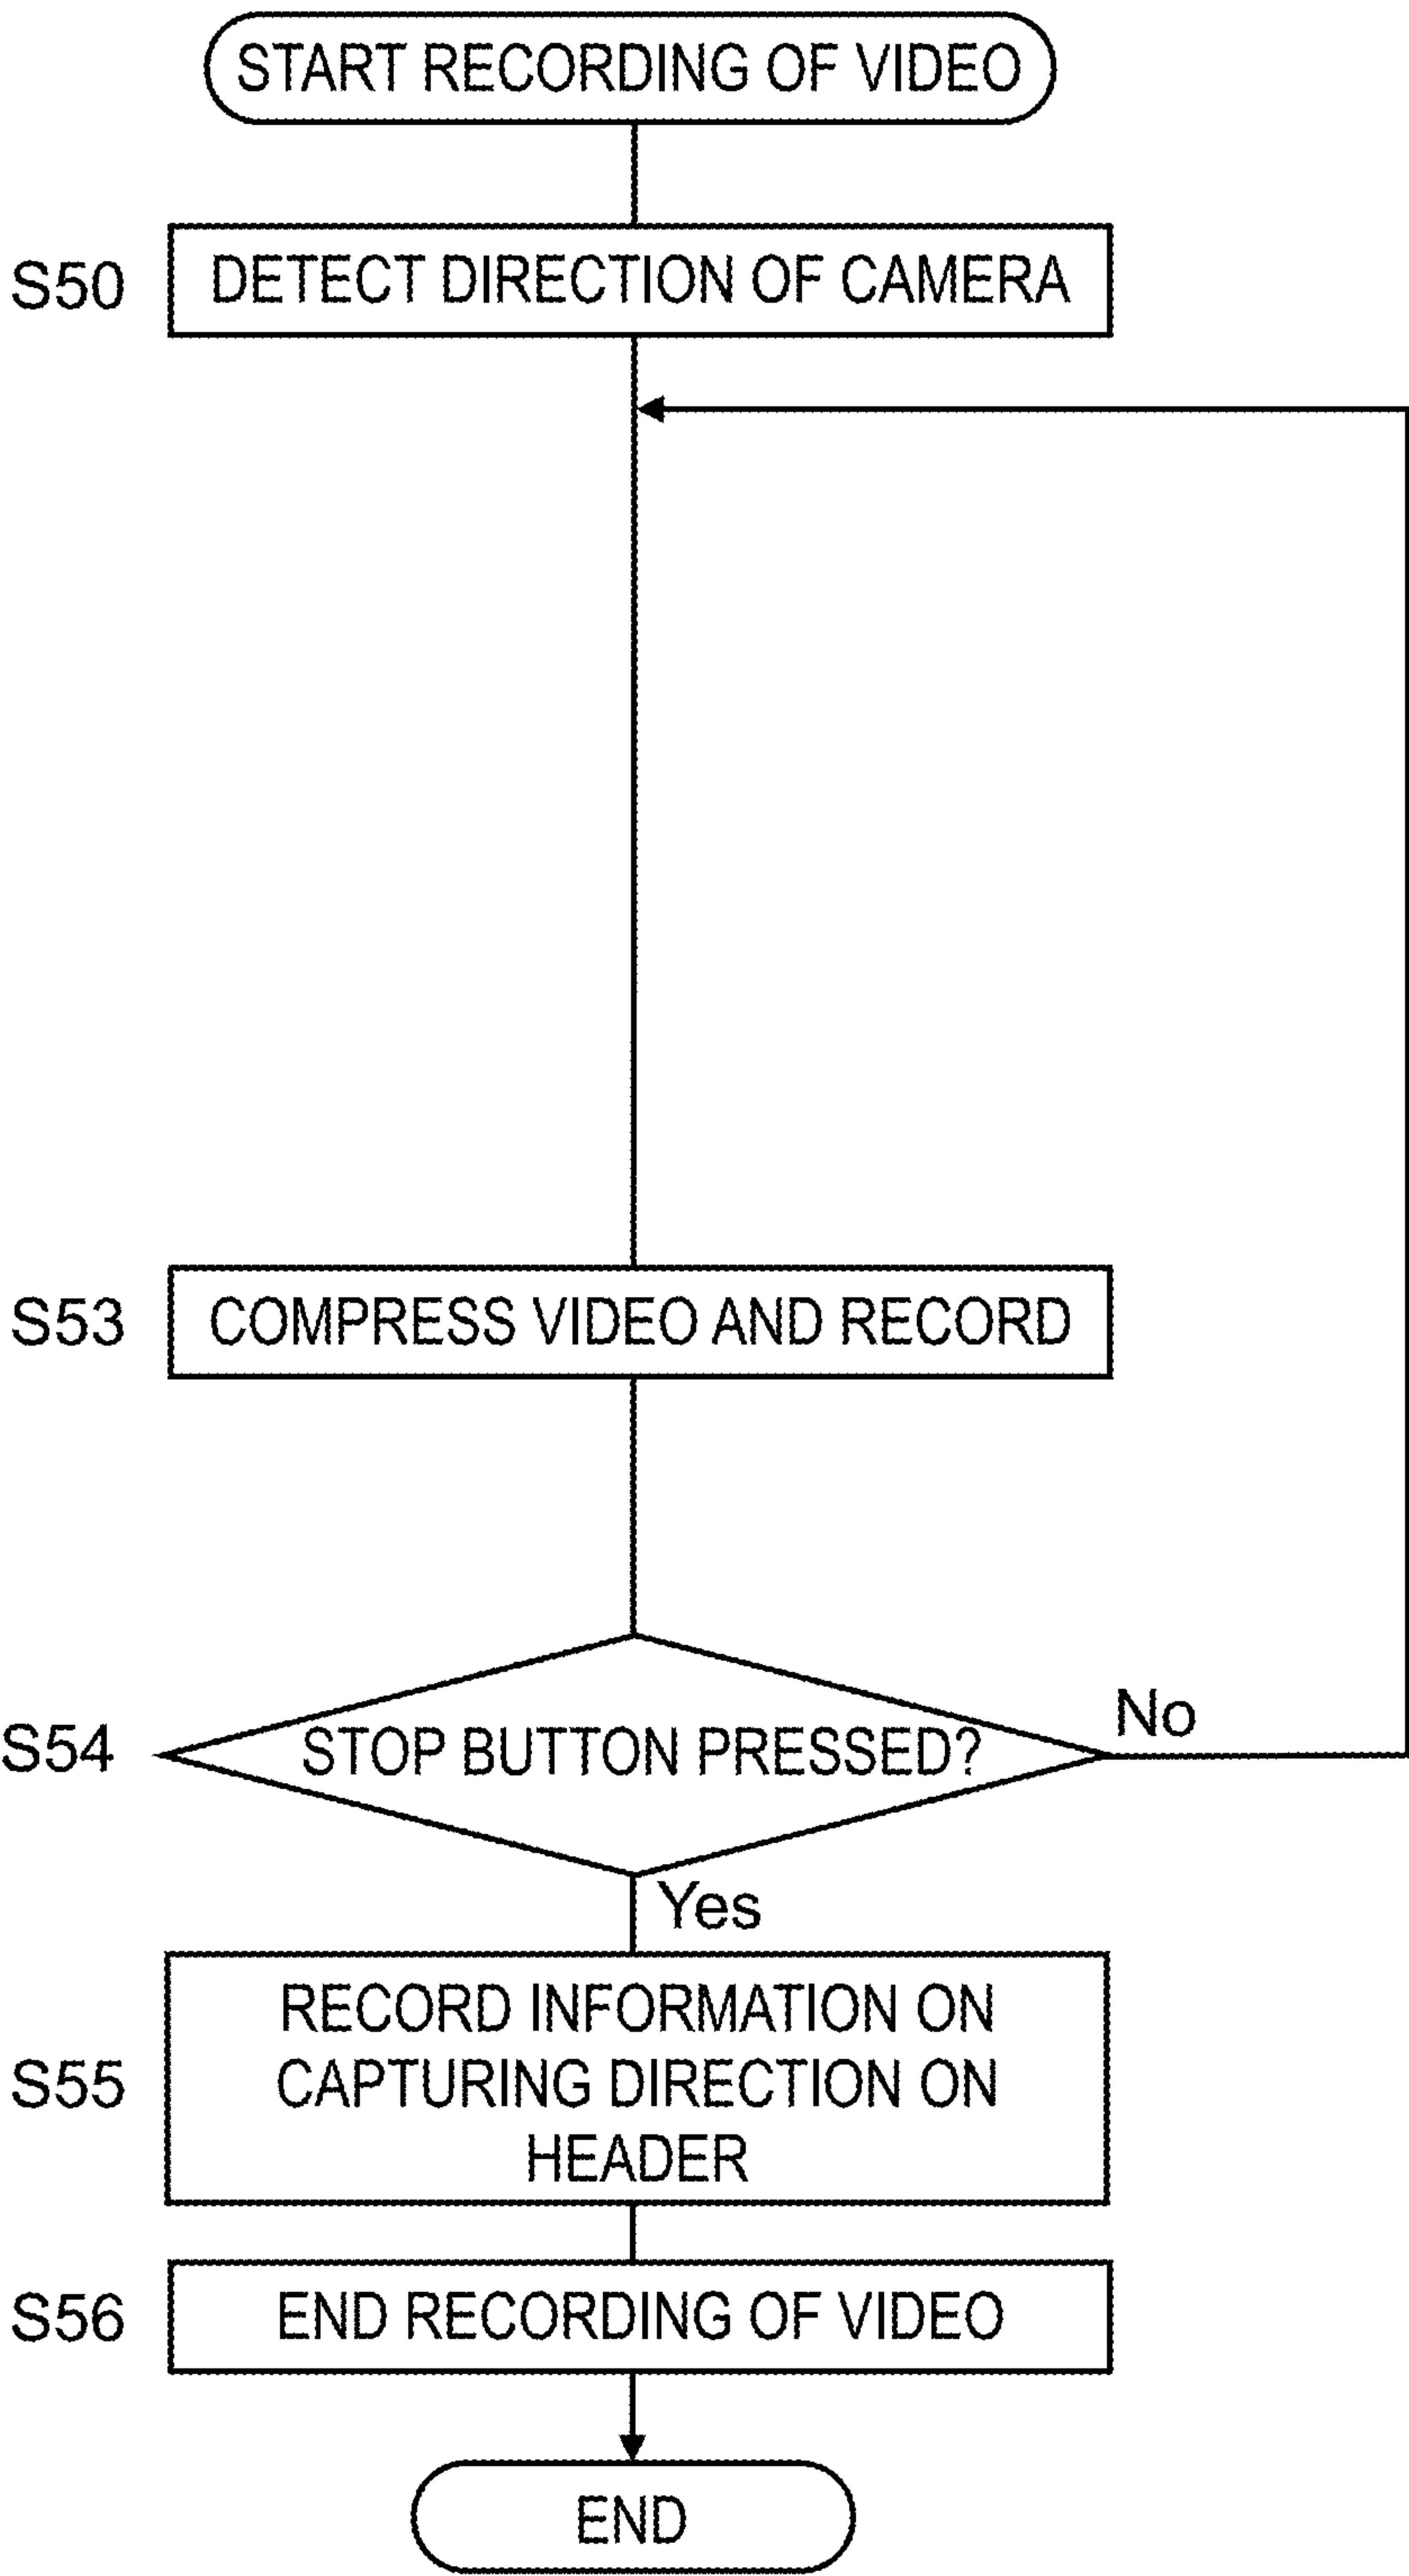 START RECORDING OF VIDEO
S50
DETECT DIRECTION OF CAMERA
S53
COMPRESS VIDEO AND RECORD
S54
STOP BUTTON PRESSED?
No
Yes
S55
RECORD INFORMATION ON
CAPTURING DIRECTION ON
HEADER
S56
END RECORDING OF VIDEO
END